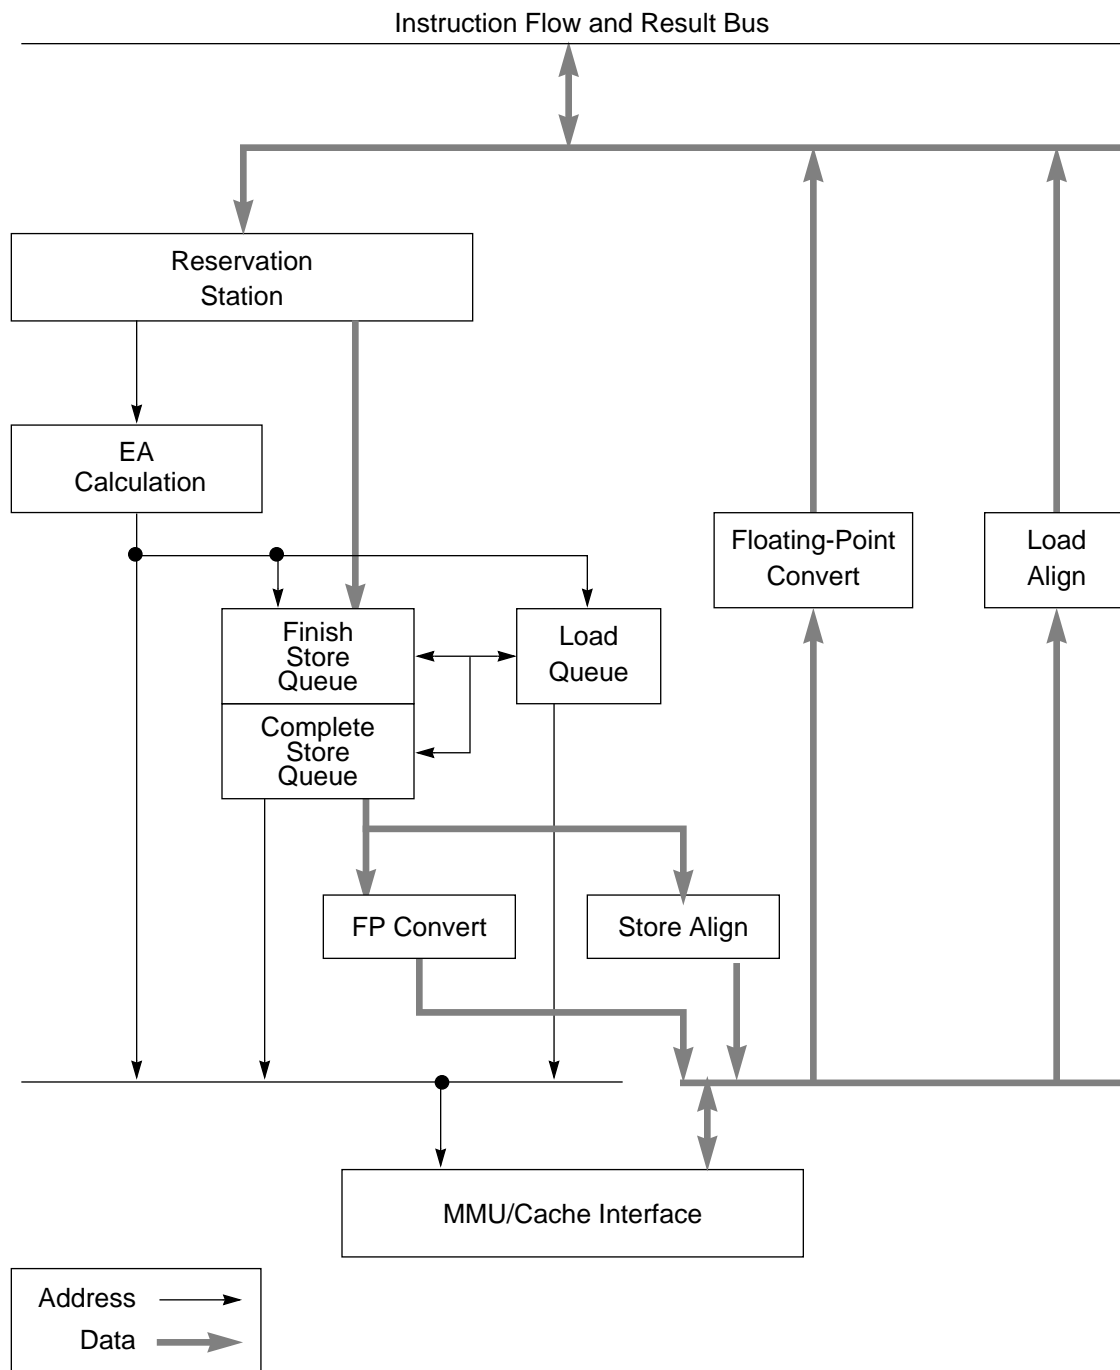 Instruction Flow and Result Bus
Reservation
Station
EA
Calculation
Floating-Point
Convert
Load
Align
Finish
Store
Queue
Load
Queue
Complete
Store
Queue
FP Convert
Store Align
MMU/Cache Interface
Address
Data